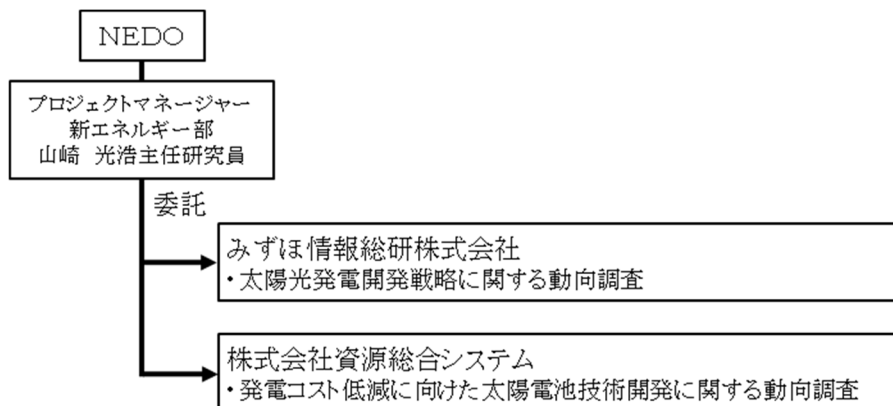 NEDO
プロジェクトマネージャー
新エネルギー部
山崎 光浩主任研究員
委託
みずほ情報総研株式会社
・太陽光発電開発戦略に関する動向調査
株式会社資源総合システム
・発電コスト低減に向けた太陽電池技術開発に関する動向調査